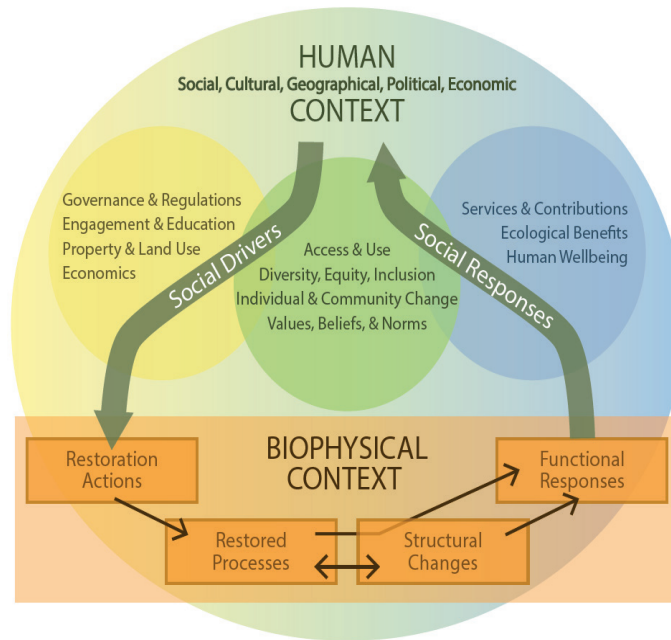 HUMAN
Social, Cultural, Geographical, Political, Economic
CONTEXT
Governance & Regulations
Engagement & Education
Property & Land Use
Economics
Social Drivers
Access & Use
Diversity, Equity, Inclusion
Individual & Community Change
Values, Beliefs, & Norms
Social Responses
Services & Contributions
Ecological Benefits
Human Wellbeing
BIOPHYSICAL
CONTEXT
Restoration
Actions
Restored
Processes
Structural
Changes
Functional
Responses